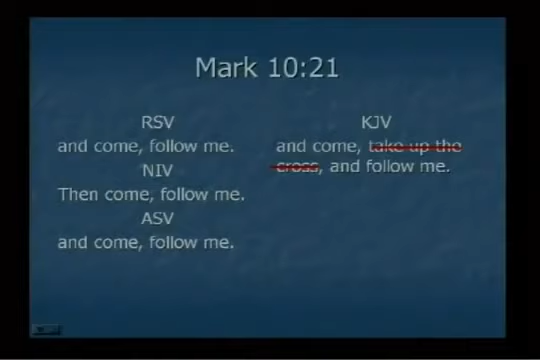 Mark 10:21
RSV
and come, follow me.
NIV
Then come, follow me.
ASV
and come, follow me.
KJV
and come, take up the
cross, and follow me.